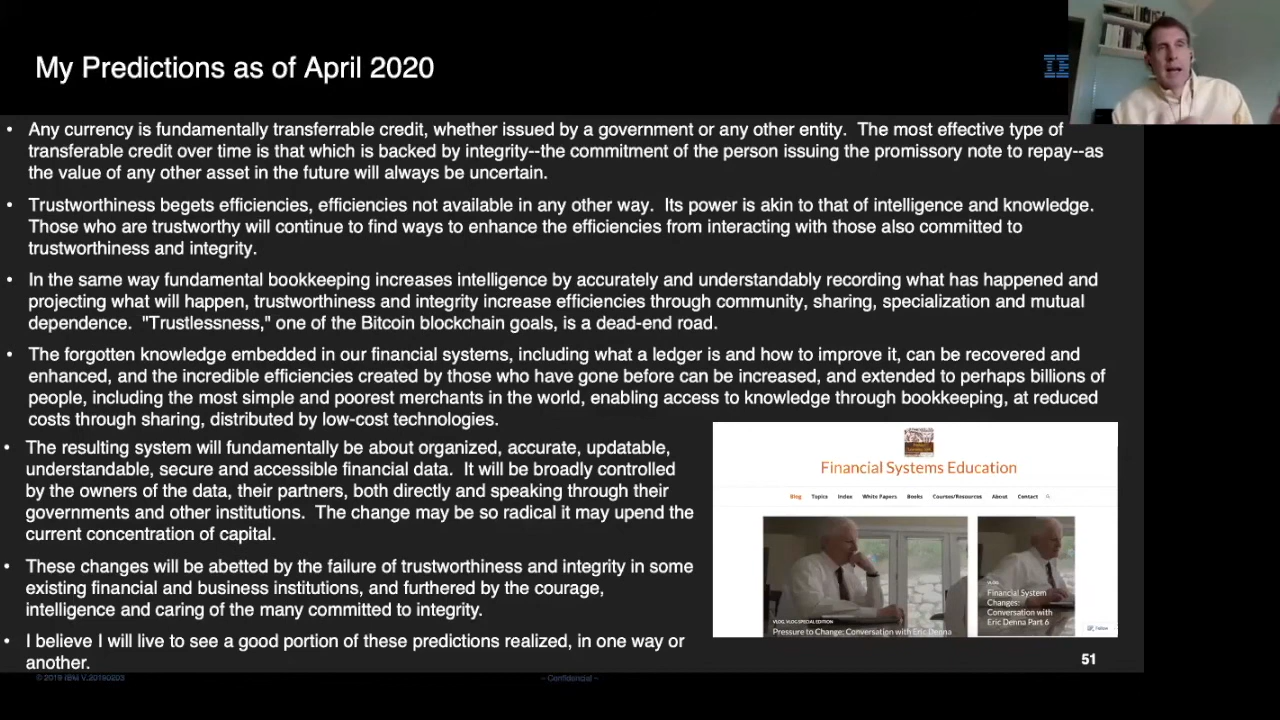 My Predictions as of April 2020
• Any currency is fundamentally transferrable credit, whether issued by a government or any other entity. The most effective type of
transferable credit over time is that which is backed by integrity--the commitment of the person issuing the promissory note to repay--as
the value of any other asset in the future will always be uncertain.
• Trustworthiness begets efficiencies, efficiencies not available in any other way. Its power is akin to that of intelligence and knowledge.
Those who are trustworthy will continue to find ways to enhance the efficiencies from interacting with those also committed to
trustworthiness and integrity.
• In the same way fundamental bookkeeping increases intelligence by accurately and understandably recording what has happened and
projecting what will happen, trustworthiness and integrity increase efficiencies through community, sharing, specialization and mutual
dependence. "Trustlessness," one of the Bitcoin blockchain goals, is a dead-end road.
• The forgotten knowledge embedded in our financial systems, including what a ledger is and how to improve it, can be recovered and
enhanced, and the incredible efficiencies created by those who have gone before can be increased, and extended to perhaps billions of
people, including the most simple and poorest merchants in the world, enabling access to knowledge through bookkeeping, at reduced
costs through sharing, distributed by low-cost technologies.
• The resulting system will fundamentally be about organized, accurate, updatable,
understandable, secure and accessible financial data. It will be broadly controlled
by the owners of the data, their partners, both directly and speaking through their
governments and other institutions. The change may be so radical it may upend the
current concentration of capital.
• These changes will be abetted by the failure of trustworthiness and integrity in some
existing financial and business institutions, and furthered by the courage,
intelligence and caring of the many committed to integrity.
• I believe I will live to see a good portion of these predictions realized, in one way or
another.
Financial Systems Education
Blog Topics Index White Papers Books Courses/Resources About Contact
VLOG, VLOG SPECIAL EDITION
Pressure to Change: Conversation with Eric Denna
VLOG
Financial System
Changes:
Conversation with
Eric Denna Part 6
Follow
51
© 2019 IBM V.20190203
– Confidential –